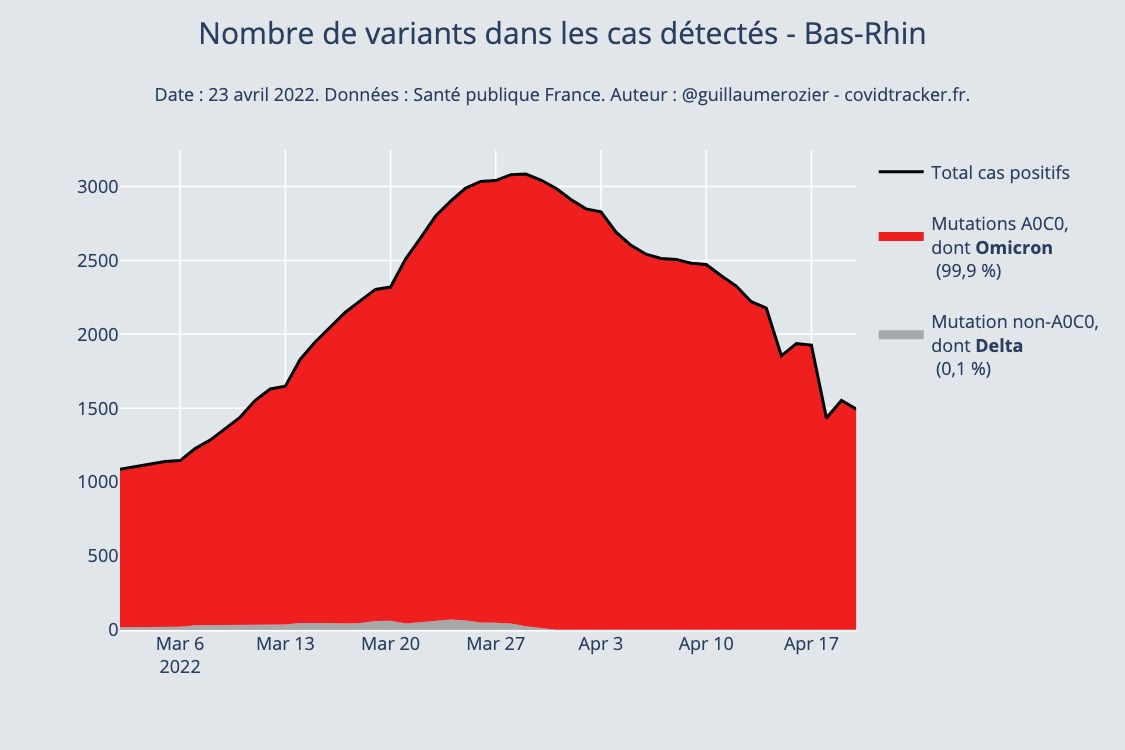 Nombre de variants dans les cas détectés - Bas-Rhin
Date : 23 avril 2022. Données : Santé publique France. Auteur : @guillaumerozier - covidtracker.fr.
3000
2500
2000
1500
1000
500
0
Mar 6
2022
Mar 13
Mar 20
Mar 27
Apr 3
Apr 10
Apr 17
Total cas positifs
Mutations A0C0,
dont Omicron
(99,9 %)
Mutation non-A0C0,
dont Delta
(0,1 %)